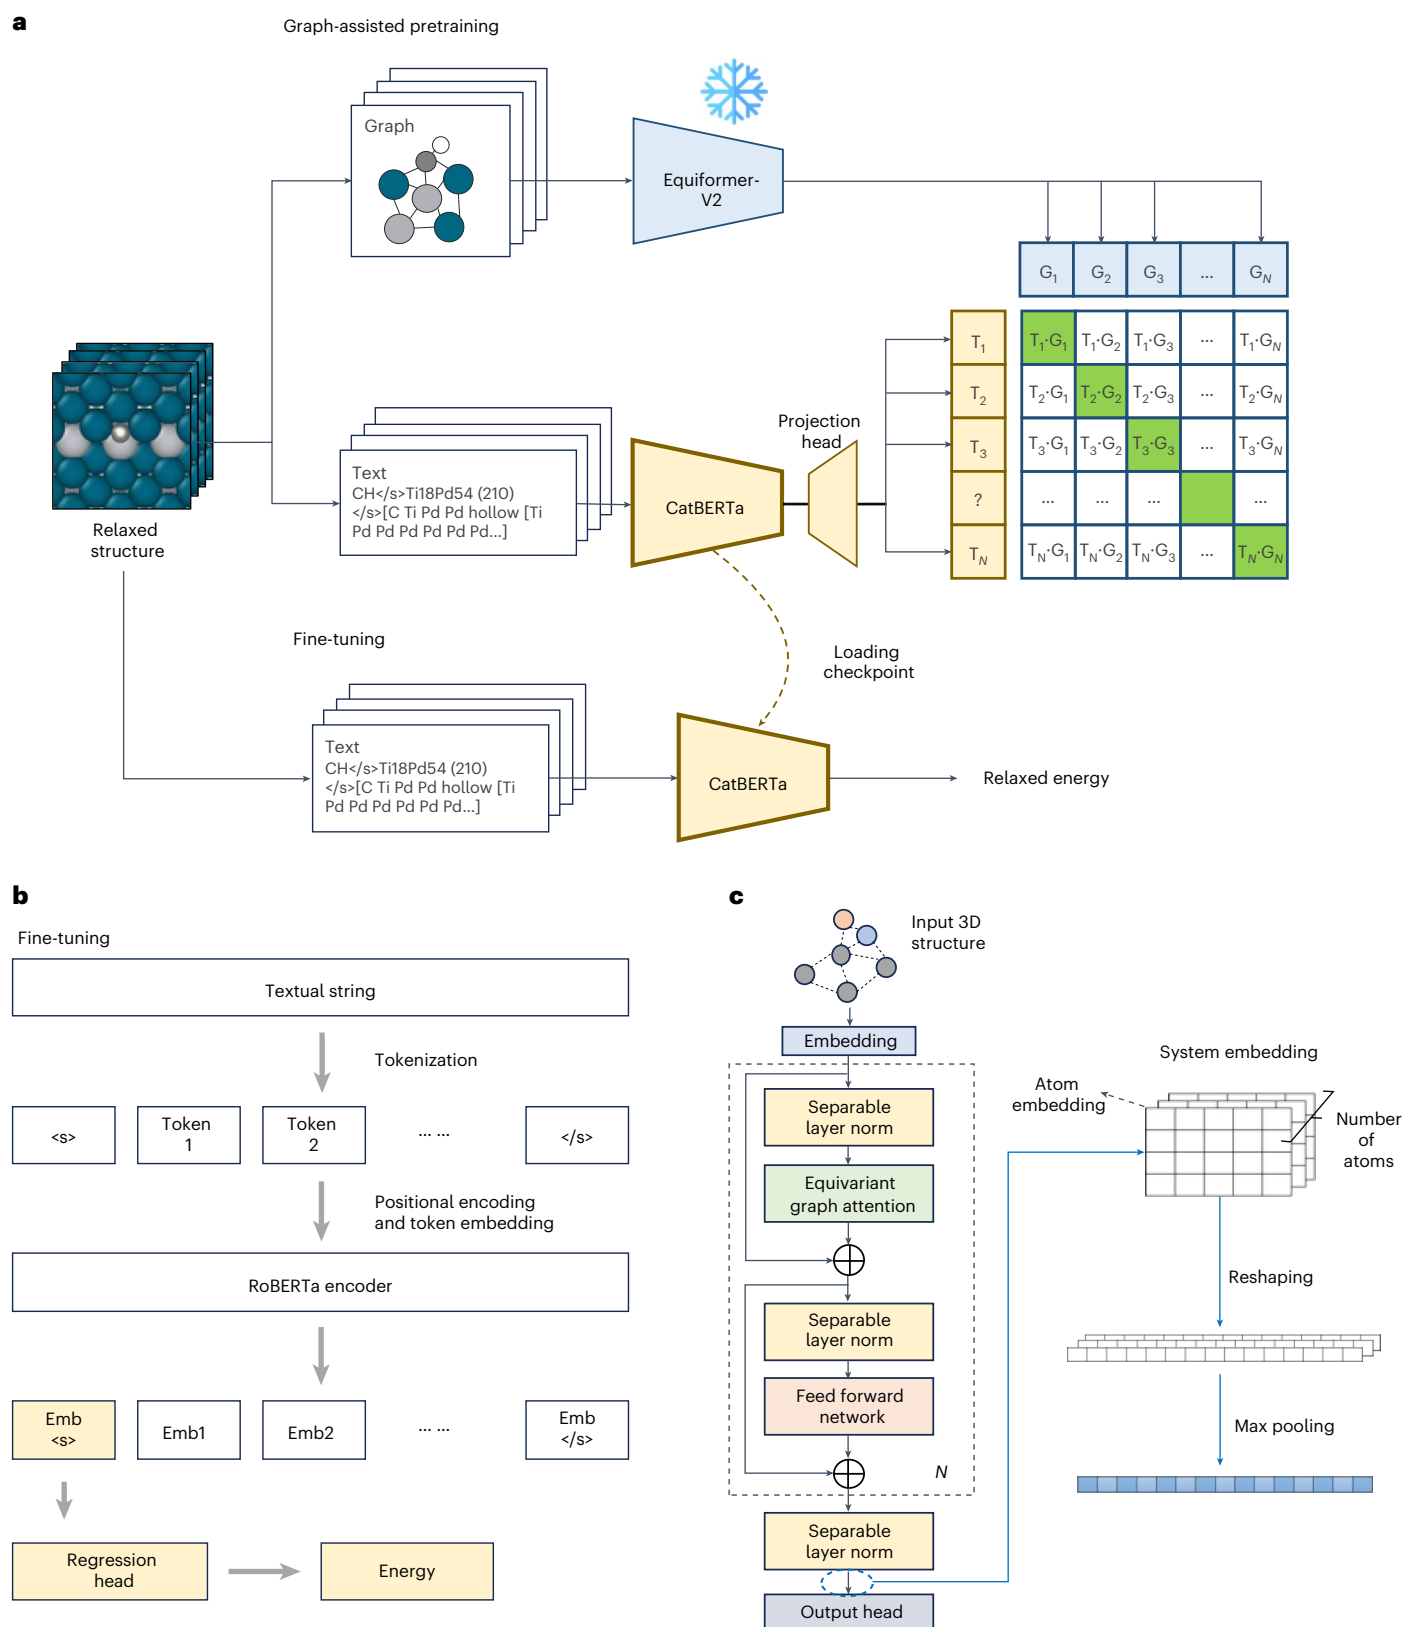 a
Graph-assisted pretraining
Graph
Equiformer-
V2
G1
G2
G3
...
GN
T1
T1·G1
T1·G2
T1·G3
...
T1·GN
T2
T2·G1
T2·G2
T2·G3
...
T2·GN
T3
T3·G1
T3·G2
T3·G3
...
T3·GN
?
...
...
...
...
TN
TN·G1
TN·G2
TN·G3
...
TN·GN
Projection
head
Text
CH</s>Ti18Pd54 (210)
</s>[C Ti Pd Pd hollow [Ti
Pd Pd Pd Pd Pd Pd...]
CatBERTa
Relaxed
structure
Fine-tuning
Loading
checkpoint
Text
CH</s>Ti18Pd54 (210)
</s>[C Ti Pd Pd hollow [Ti
Pd Pd Pd Pd Pd Pd...]
CatBERTa
Relaxed energy
b
Fine-tuning
Textual string
Tokenization
<s>
Token
1
Token
2
... ...
</s>
Positional encoding
and token embedding
RoBERTa encoder
Emb
<s>
Emb1
Emb2
... ...
Emb
</s>
Regression
head
Energy
c
Input 3D
structure
Embedding
Separable
layer norm
Equivariant
graph attention
Separable
layer norm
Feed forward
network
N
Separable
layer norm
Output head
System embedding
Atom
embedding
Number
of
atoms
Reshaping
Max pooling